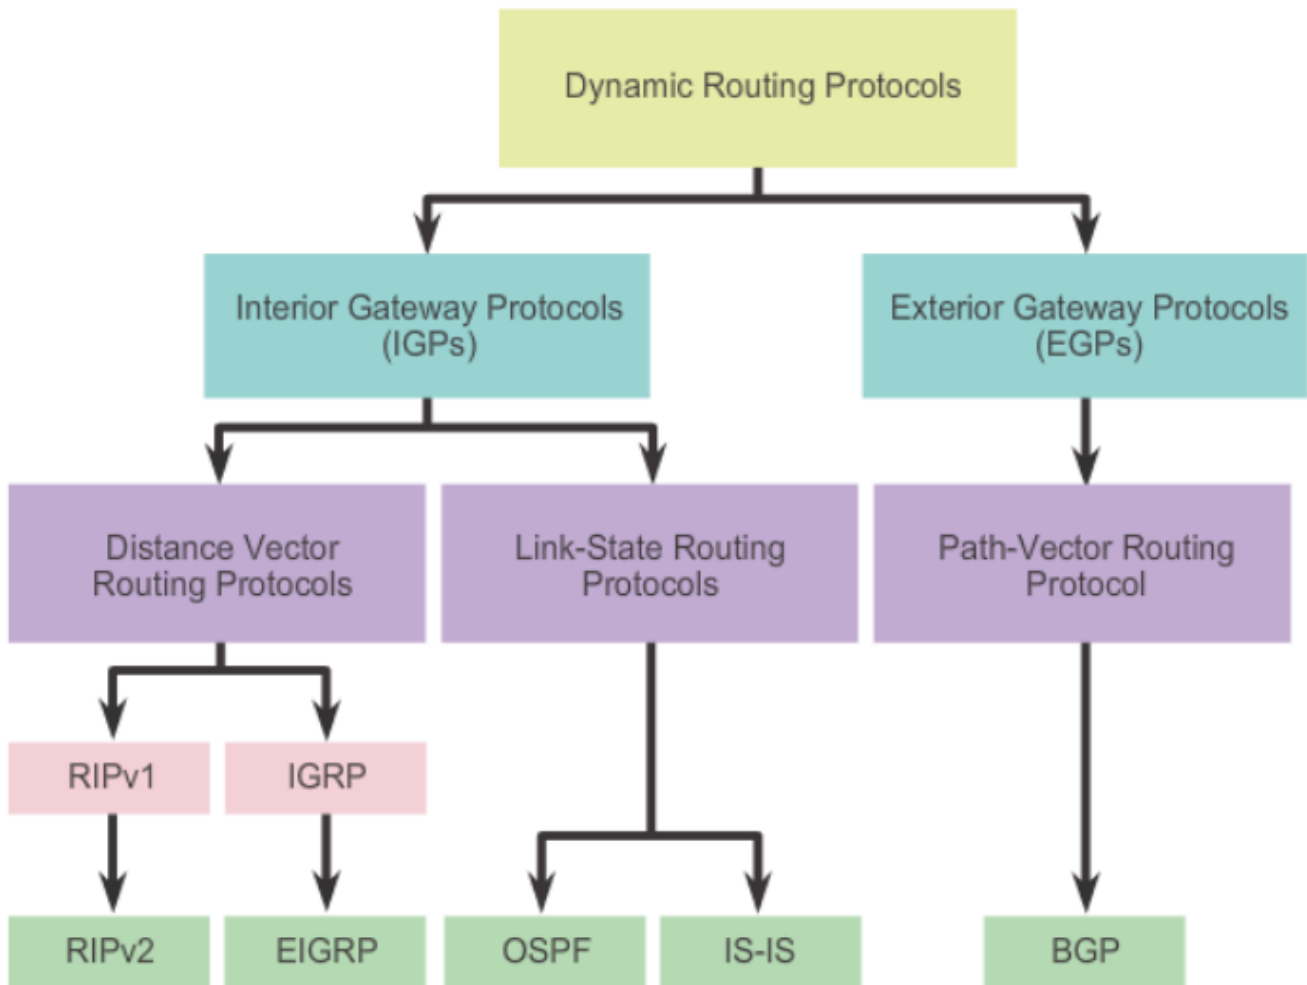 Dynamic Routing Protocols
Interior Gateway Protocols
(IGPs)
Exterior Gateway Protocols
(EGPs)
Distance Vector
Routing Protocols
Link-State Routing
Protocols
Path-Vector Routing
Protocol
RIPv1
IGRP
RIPv2
EIGRP
OSPF
IS-IS
BGP